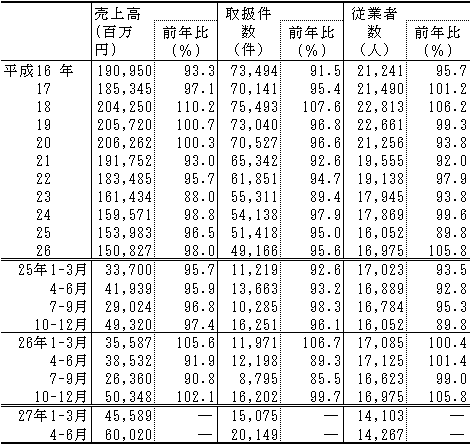 売上高 取扱件 従業者
(百万 前年比 数 前年比 数 前年比
円) (%) (件) (%) (人) (%)
平成16 年 190,950 93.3 73,494 91.5 21,241 95.7
17 185,345 97.1 70,141 95.4 21,490 101.2
18 204,250 110.2 75,493 107.6 22,813 106.2
19 205,720 100.7 73,040 96.8 22,661 99.3
20 206,262 100.3 70,527 96.6 21,256 93.8
21 191,752 93.0 65,342 92.6 19,555 92.0
22 183,485 95.7 61,851 94.7 19,138 97.9
23 161,434 88.0 55,311 89.4 17,945 93.8
24 159,571 98.8 54,138 97.9 17,869 99.6
25 153,983 96.5 51,418 95.0 16,052 89.8
26 150,827 98.0 49,166 95.6 16,975 105.8
25年1-3月 33,700 95.7 11,219 92.6 17,023 93.5
4-6月 41,939 95.9 13,663 93.2 16,889 92.8
7-9月 29,024 96.8 10,285 98.3 16,784 95.3
10-12月 49,320 97.4 16,251 96.1 16,052 89.8
26年1-3月 35,587 105.6 11,971 106.7 17,085 100.4
4-6月 38,532 91.9 12,198 89.3 17,125 101.4
7-9月 26,360 90.8 8,795 85.5 16,623 99.0
10-12月 50,348 102.1 16,202 99.7 16,975 105.8
27年1-3月 45,589 ― 15,075 ― 14,103 ―
4-6月 60,020 ― 20,149 ― 14,267 ―